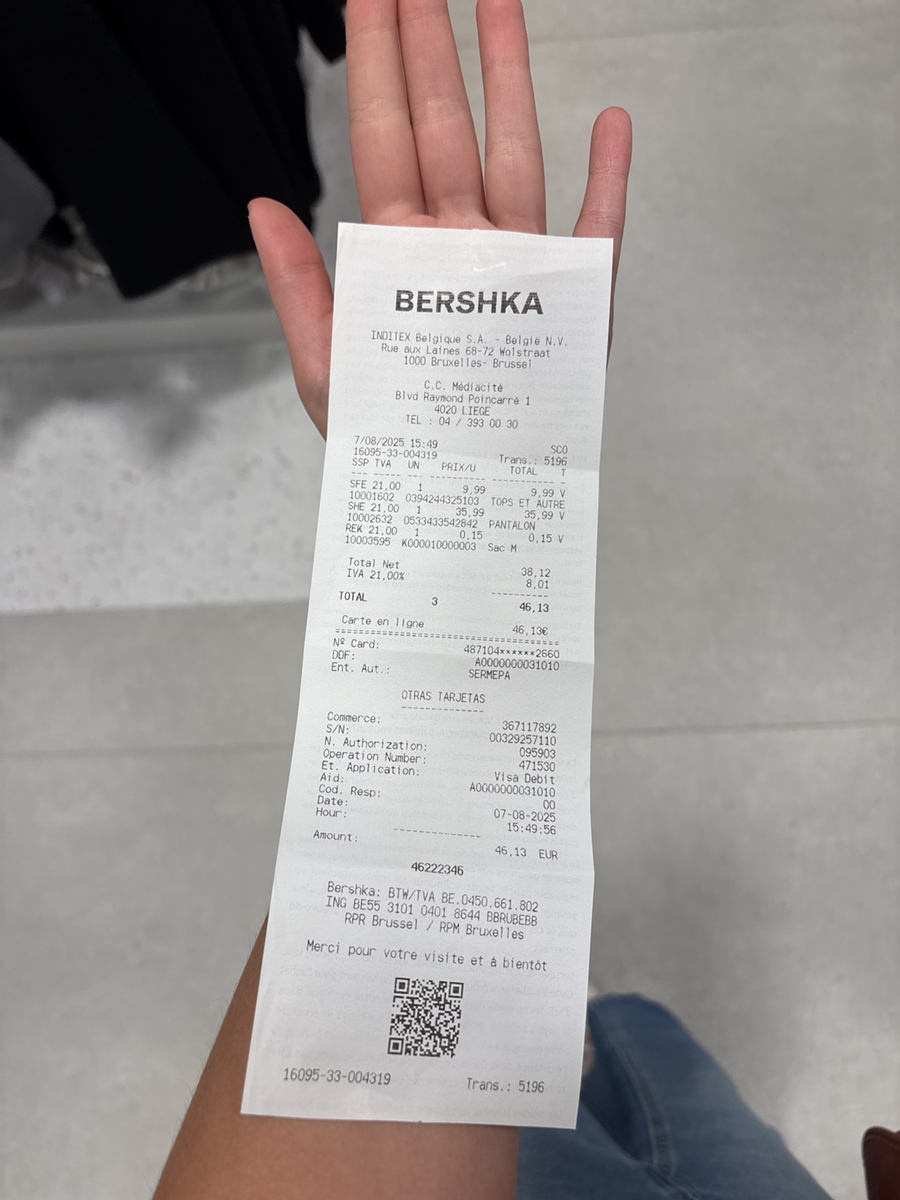 BERSHKA
INDITEX Belgique S.A. - België N.V.
Rue aux Laines 68-72 Wolstraat
1000 Bruxelles- Brussel
C.C. Médiacité
Blvd Raymond Poincarré 1
4020 LIEGE
TEL : 04 / 393 00 30
7/08/2025 15:49 SCO
16095-33-004319 Trans.: 5196
SSP TVA UN PRIX/U TOTAL T
--- ----- --- ---------- ----------- -
SFE 21,00 1 9,99 9,99 V
10001602 0394244325103 TOPS ET AUTRE
SHE 21,00 1 35,99 35,99 V
10002632 0533433542842 PANTALON
REK 21,00 1 0,15 0,15 V
10003595 K000010000003 Sac M
Total Net 38,12
IVA 21,00% 8,01
----------
TOTAL 3 46,13
Carte en ligne 46,13€
======================================
Nº Card: 487104******2660
DDF: A0000000031010
Ent. Aut.: SERMEPA
OTRAS TARJETAS
--------------
Commerce: 367117892
S/N: 00329257110
N. Authorization: 095903
Operation Number: 471530
Et. Application: Visa Debit
Aid: A0000000031010
Cod. Resp: 00
Date: 07-08-2025
Hour: 15:49:56
--------------
Amount: 46,13 EUR
46222346
Bershka: BTW/TVA BE.0450.661.802
ING BE55 3101 0401 8644 BBRUBEBB
RPR Brussel / RPM Bruxelles
Merci pour votre visite et à bientôt
16095-33-004319 Trans.: 5196